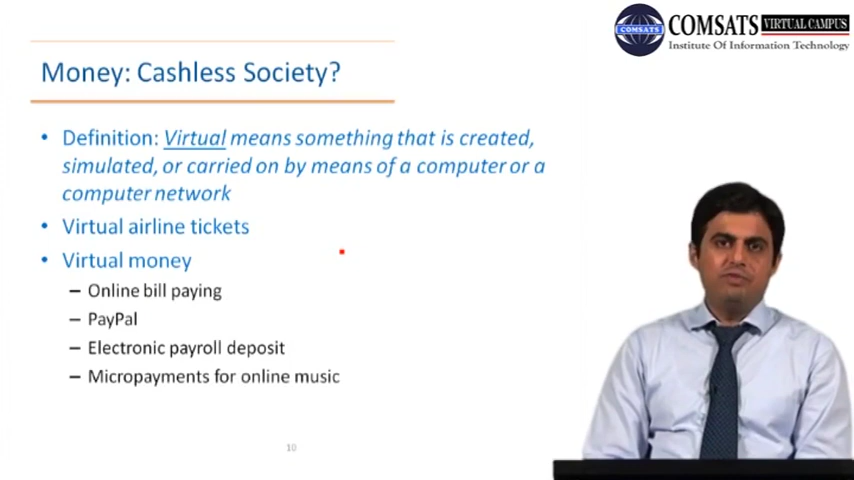 COMSATS VIRTUAL CAMPUS
COMSATS
Institute Of Information Technology
Money: Cashless Society?
• Definition: Virtual means something that is created,
simulated, or carried on by means of a computer or a
computer network
• Virtual airline tickets
• Virtual money
– Online bill paying
– PayPal
– Electronic payroll deposit
– Micropayments for online music
10